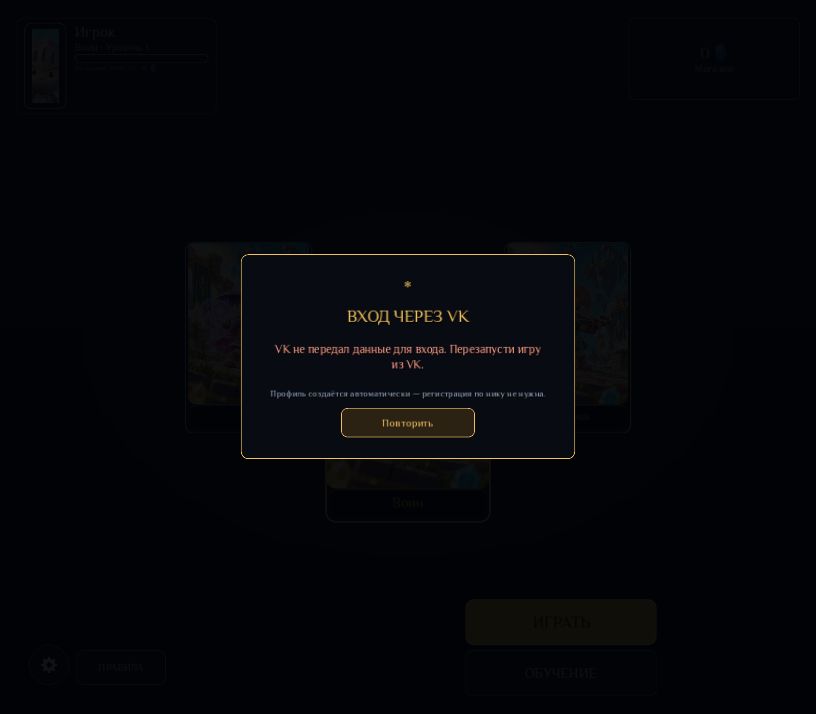 Игрок
0
ВХОД ЧЕРЕЗ VK
VK не передал данные для входа. Перезапусти игру
из VK.
Профиль создаётся автоматически — регистрация по нику не нужна.
Повторить
Воин
ИГРАТЬ
ПРАВИЛА
ОБУЧЕНИЕ